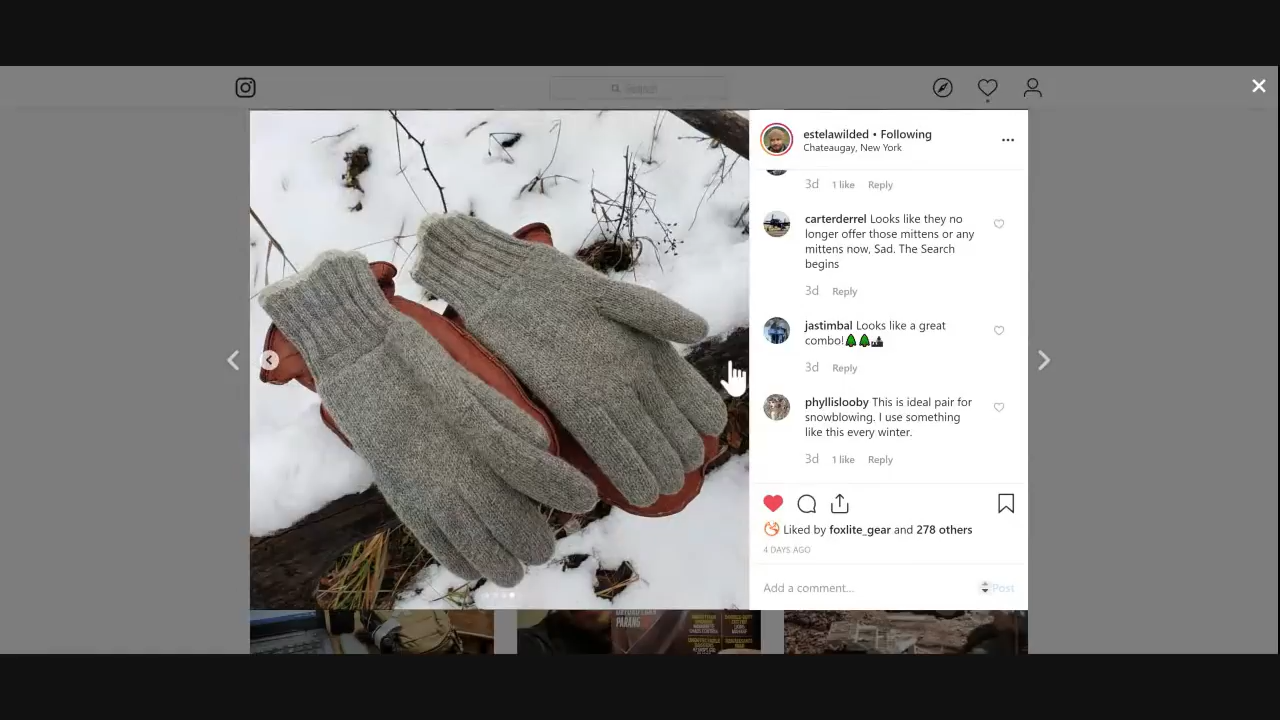 Search
estelawilded • Following
Chateaugay, New York
3d 1 like Reply
carterderrel Looks like they no
longer offer those mittens or any
mittens now, Sad. The Search
begins
3d Reply
jastimbal Looks like a great
combo!🌲🌲🏕
3d Reply
phyllislooby This is ideal pair for
snowblowing. I use something
like this every winter.
3d 1 like Reply
Liked by foxlite_gear and 278 others
4 DAYS AGO
Add a comment... Post
PARANG